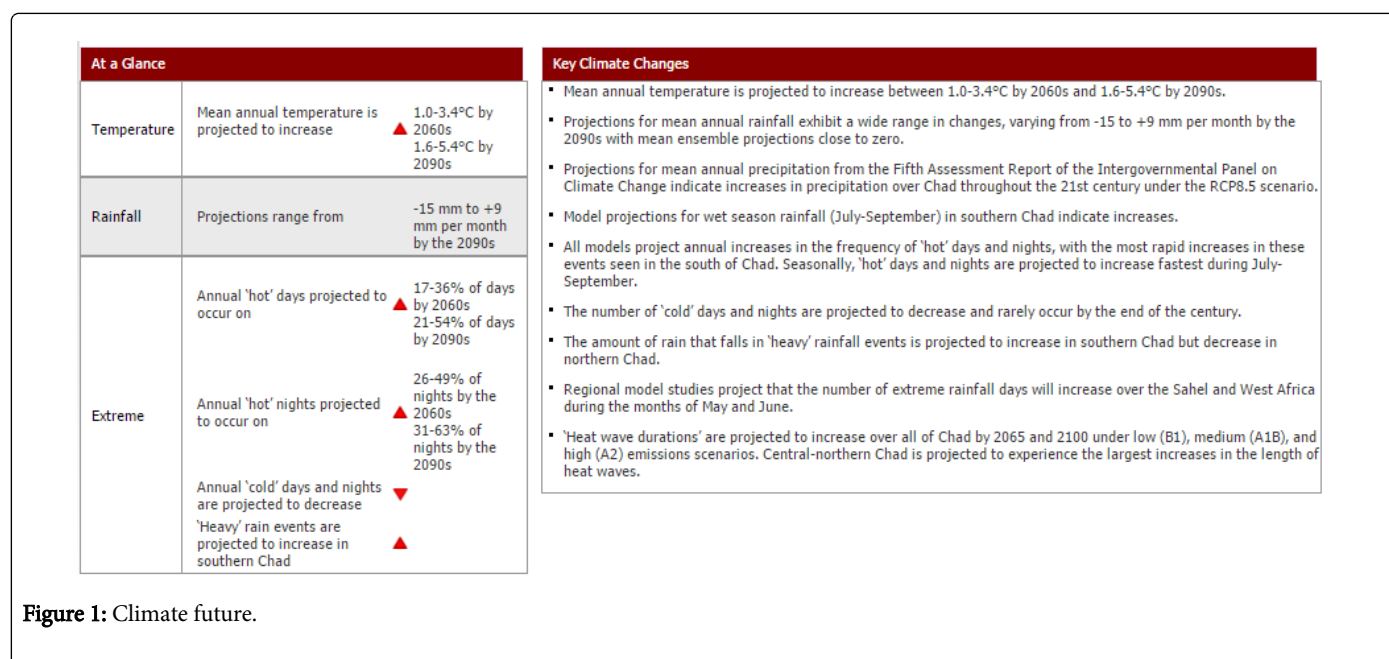 At a Glance
Temperature
Mean annual temperature is
projected to increase
1.0-3.4°C by
2060s
1.6-5.4°C by
2090s
Rainfall
Projections range from
-15 mm to +9
mm per month
by the 2090s
Extreme
Annual ‘hot’ days projected to
occur on
17-36% of days
by 2060s
21-54% of days
by 2090s
Annual ‘hot’ nights projected
to occur on
26-49% of
nights by the
2060s
31-63% of
nights by the
2090s
Annual ‘cold’ days and nights
are projected to decrease
‘Heavy’ rain events are
projected to increase in
southern Chad
Key Climate Changes
▪ Mean annual temperature is projected to increase between 1.0-3.4°C by 2060s and 1.6-5.4°C by 2090s.
▪ Projections for mean annual rainfall exhibit a wide range in changes, varying from -15 to +9 mm per month by the
2090s with mean ensemble projections close to zero.
▪ Projections for mean annual precipitation from the Fifth Assessment Report of the Intergovernmental Panel on
Climate Change indicate increases in precipitation over Chad throughout the 21st century under the RCP8.5 scenario.
▪ Model projections for wet season rainfall (July-September) in southern Chad indicate increases.
▪ All models project annual increases in the frequency of ‘hot’ days and nights, with the most rapid increases in these
events seen in the south of Chad. Seasonally, ‘hot’ days and nights are projected to increase fastest during July-
September.
▪ The number of ‘cold’ days and nights are projected to decrease and rarely occur by the end of the century.
▪ The amount of rain that falls in ‘heavy’ rainfall events is projected to increase in southern Chad but decrease in
northern Chad.
▪ Regional model studies project that the number of extreme rainfall days will increase over the Sahel and West Africa
during the months of May and June.
▪ ‘Heat wave durations’ are projected to increase over all of Chad by 2065 and 2100 under low (B1), medium (A1B), and
high (A2) emissions scenarios. Central-northern Chad is projected to experience the largest increases in the length of
heat waves.
Figure 1: Climate future.